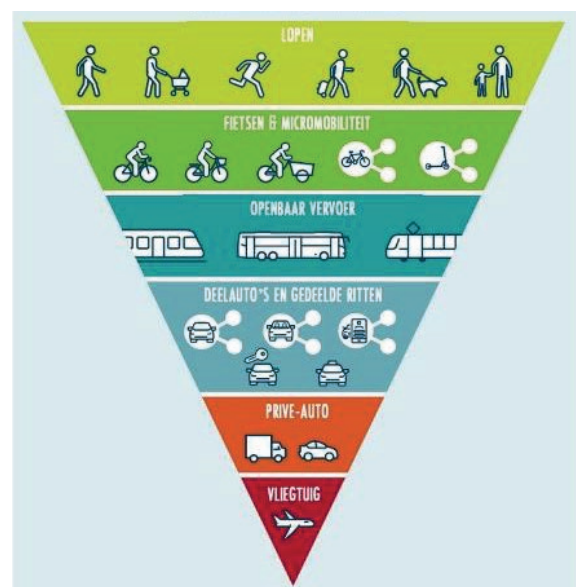 LOPEN
FIETSEN & MICROMOBILITEIT
OPENBAAR VERVOER
DEELAUTO'S EN GEDEELDE RITTEN
PRIVE-AUTO
VLIEGTUIG